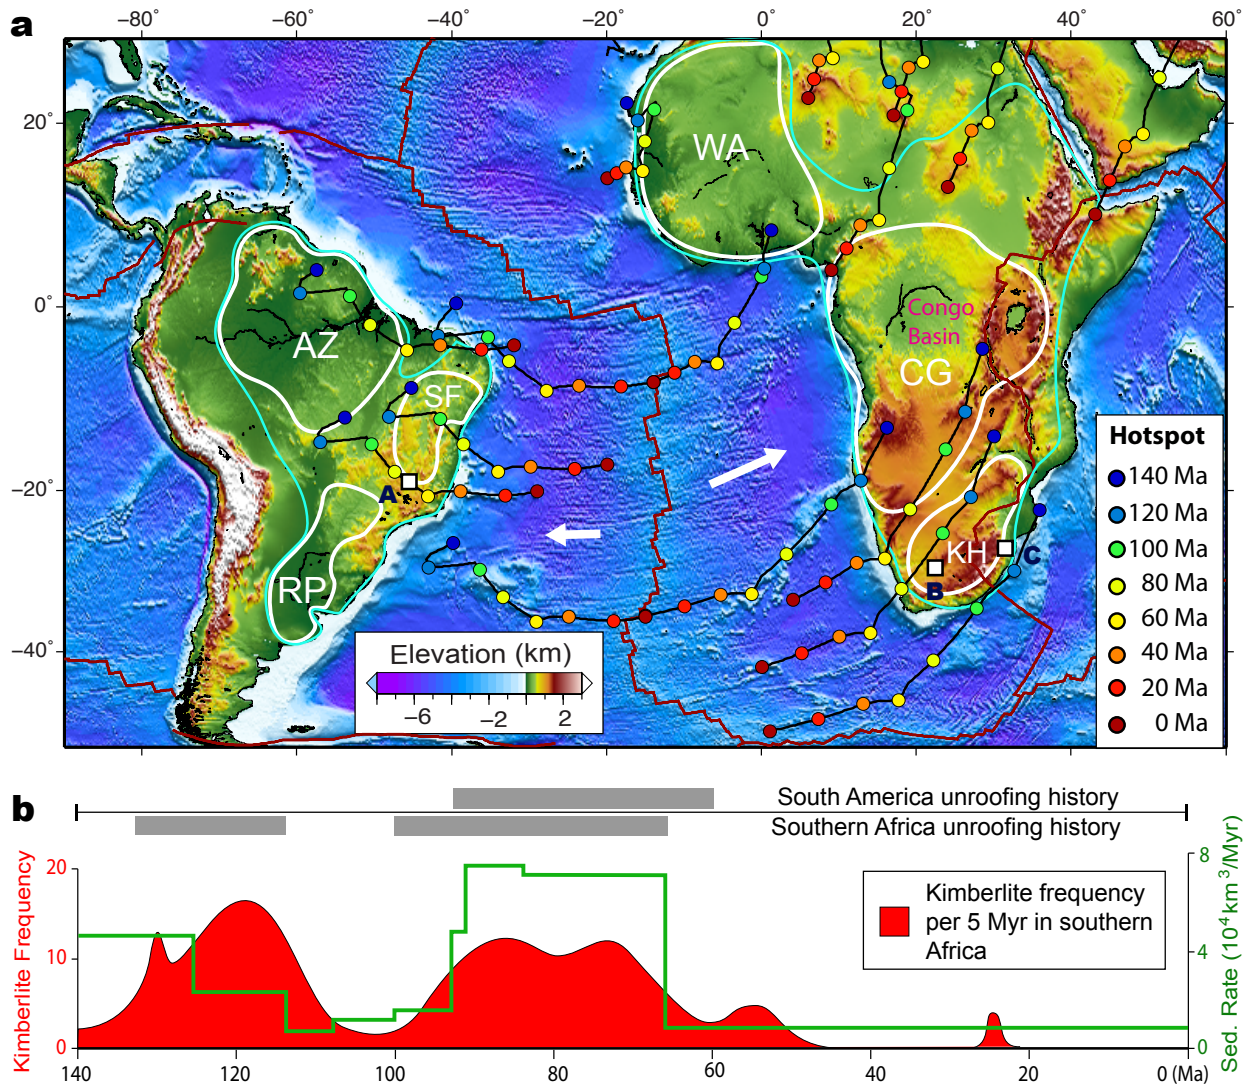 a
−80° −60° −40° −20° 0° 20° 40° 60°
20°
0°
−20°
−40°
WA
AZ
SF
RP
Congo
Basin
CG
KH
A
B
C
Hotspot
140 Ma
120 Ma
100 Ma
80 Ma
60 Ma
40 Ma
20 Ma
0 Ma
Elevation (km)
−6 −2 2
b
South America unroofing history
Southern Africa unroofing history
Kimberlite Frequency
20
10
0
Kimberlite frequency
per 5 Myr in southern
Africa
8
4
0
Sed. Rate (10⁴ km³/Myr)
140 120 100 80 60 40 20 0 (Ma)